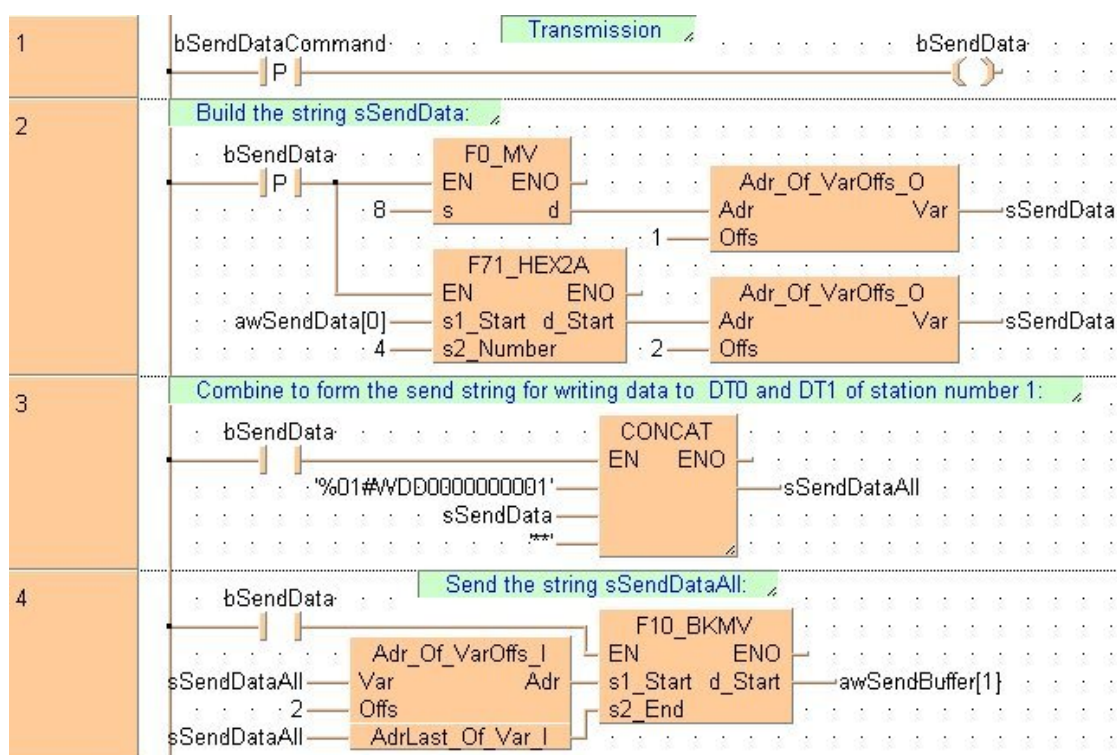 1
Transmission
bSendDataCommand
bSendData
P
2
Build the string sSendData:
bSendData
P
F0_MV
EN ENO
8
s d
Adr_Of_VarOffs_O
Adr Var
sSendData
1
Offs
F71_HEX2A
EN ENO
awSendData[0]
s1_Start d_Start
4
s2_Number
Adr_Of_VarOffs_O
Adr Var
sSendData
2
Offs
3
Combine to form the send string for writing data to DT0 and DT1 of station number 1:
bSendData
CONCAT
EN ENO
'%01#WDD0000000001'
sSendDataAll
sSendData
'**'
4
Send the string sSendDataAll:
bSendData
F10_BKMV
EN ENO
Adr_Of_VarOffs_I
sSendDataAll
Var Adr
s1_Start d_Start
awSendBuffer[1]
2
Offs
s2_End
sSendDataAll
AdrLast_Of_Var_I